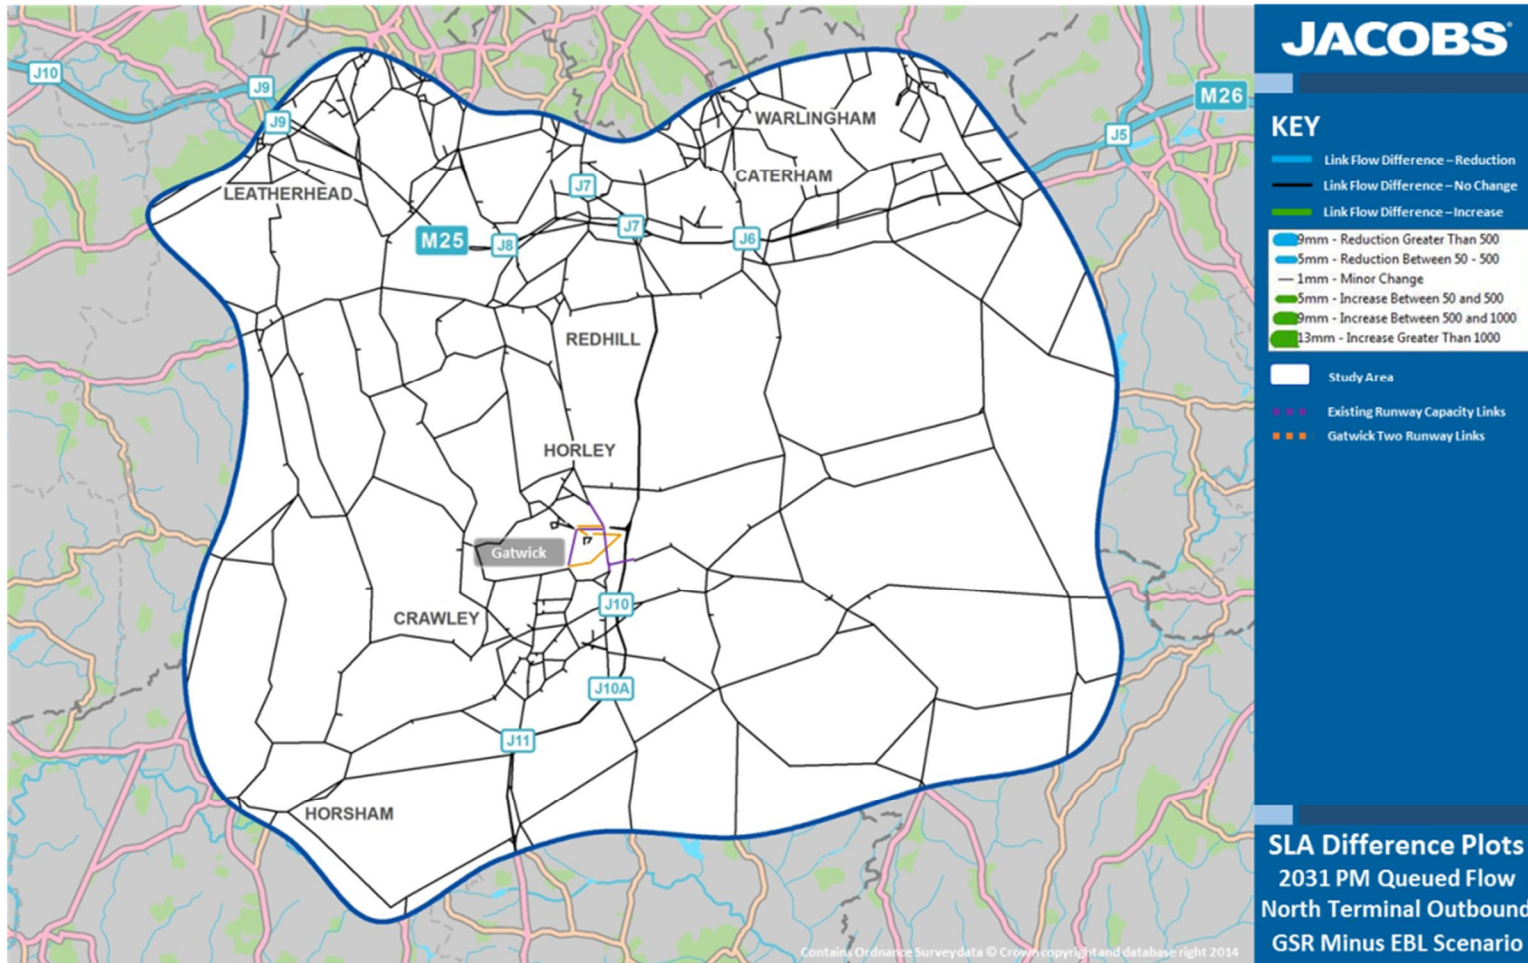 J10
J9
J9
M26
J5
WARLINGHAM
CATERHAM
LEATHERHEAD
J7
J7
M25
J8
J6
REDHILL
HORLEY
Gatwick
CRAWLEY
J10
J10A
J11
HORSHAM
Contains Ordnance Survey data © Crown copyright and database right 2014
JACOBS
KEY
Link Flow Difference – Reduction
Link Flow Difference – No Change
Link Flow Difference – Increase
9mm - Reduction Greater Than 500
5mm - Reduction Between 50 - 500
1mm - Minor Change
5mm - Increase Between 50 and 500
9mm - Increase Between 500 and 1000
13mm - Increase Greater Than 1000
Study Area
Existing Runway Capacity Links
Gatwick Two Runway Links
SLA Difference Plots
2031 PM Queued Flow
North Terminal Outbound
GSR Minus EBL Scenario